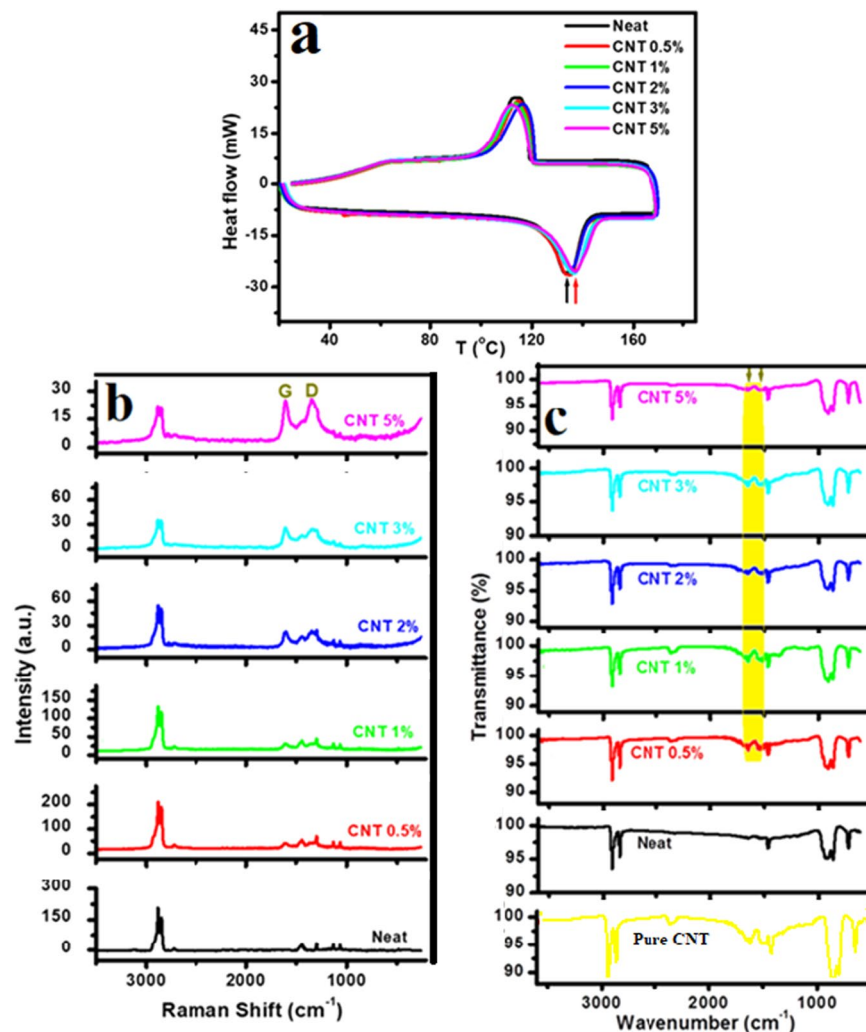 a
Neat
CNT 0.5%
CNT 1%
CNT 2%
CNT 3%
CNT 5%
45
30
15
0
-15
-30
Heat flow (mW)
40
80
120
160
T (°C)
b
G
D
30
15
0
CNT 5%
60
30
0
CNT 3%
60
30
0
CNT 2%
150
100
50
0
CNT 1%
200
100
0
CNT 0.5%
300
150
0
Neat
Intensity (a.u.)
3000
2000
1000
Raman Shift (cm-1)
c
100
95
90
CNT 5%
100
95
90
CNT 3%
100
95
90
CNT 2%
100
95
90
CNT 1%
100
95
90
CNT 0.5%
100
95
90
Neat
100
95
90
Pure CNT
Transmittance (%)
3000
2000
1000
Wavenumber (cm-1)